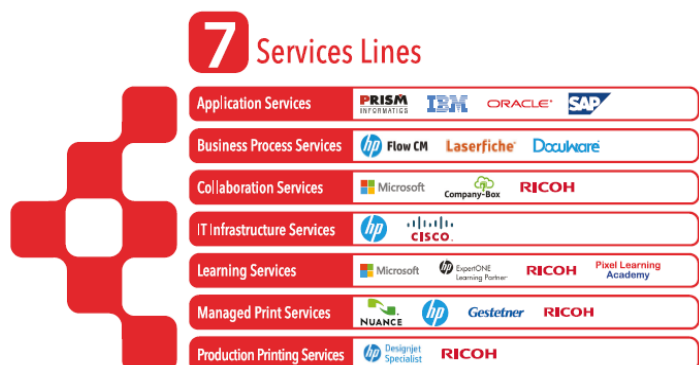 7 Services Lines
Application Services PRISM INFORMATICS IBM ORACLE SAP
Business Process Services hp Flow CM Laserfiche DocuWare
Collaboration Services Microsoft Company-Box RICOH
IT Infrastructure Services hp CISCO
Learning Services Microsoft hp ExpertONE Learning Partner RICOH Pixel Learning Academy
Managed Print Services NUANCE hp Gestetner RICOH
Production Printing Services hp Designjet Specialist RICOH